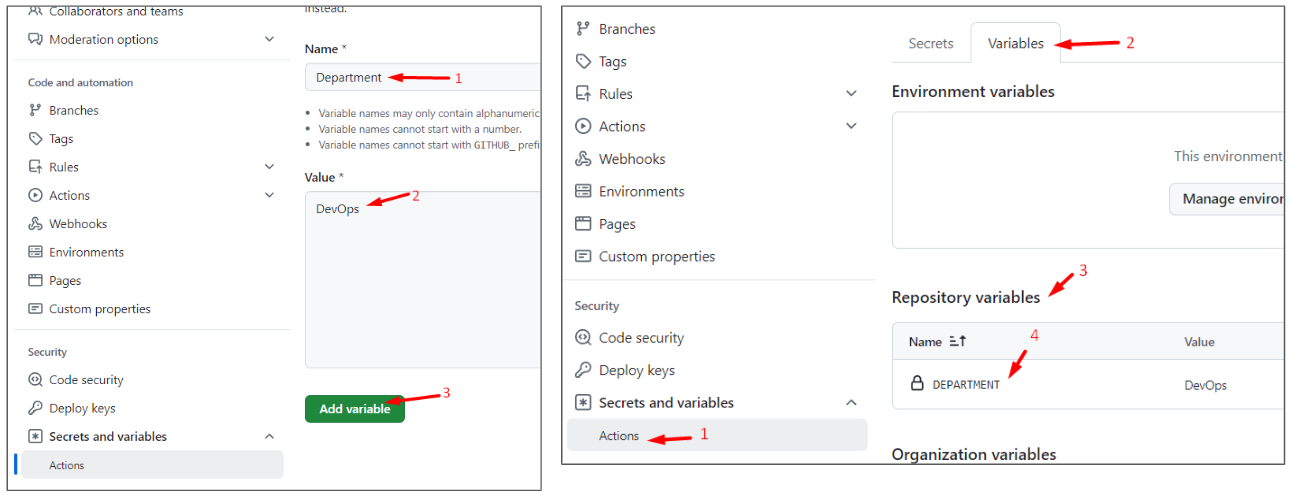 Collaborators and teams
Moderation options
Code and automation
Branches
Tags
Rules
Actions
Webhooks
Environments
Pages
Custom properties
Security
Code security
Deploy keys
Secrets and variables
Actions
instead.
Name *
Department 1
Variable names may only contain alphanumeric
Variable names cannot start with a number.
Variable names cannot start with GITHUB_ prefi
Value *
DevOps 2
Add variable 3
Branches
Tags
Rules
Actions
Webhooks
Environments
Pages
Custom properties
Security
Code security
Deploy keys
Secrets and variables
Actions 1
Secrets Variables 2
Environment variables
This environment
Manage environ
Repository variables 3
Name Value
4
DEPARTMENT DevOps
Organization variables